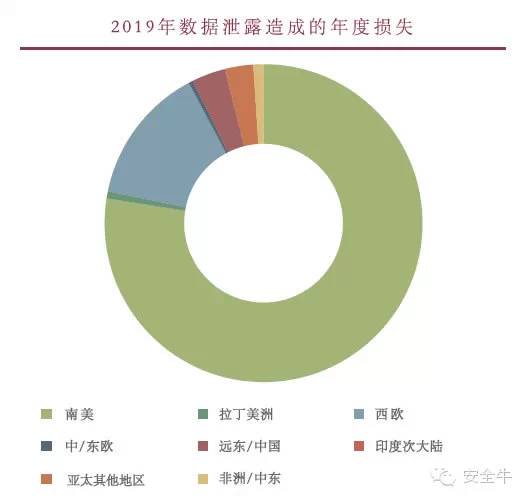 2019年数据泄露造成的年度损失
南美 拉丁美洲 西欧
中/东欧 远东/中国 印度次大陆
亚太其他地区 非洲/中东
安全牛